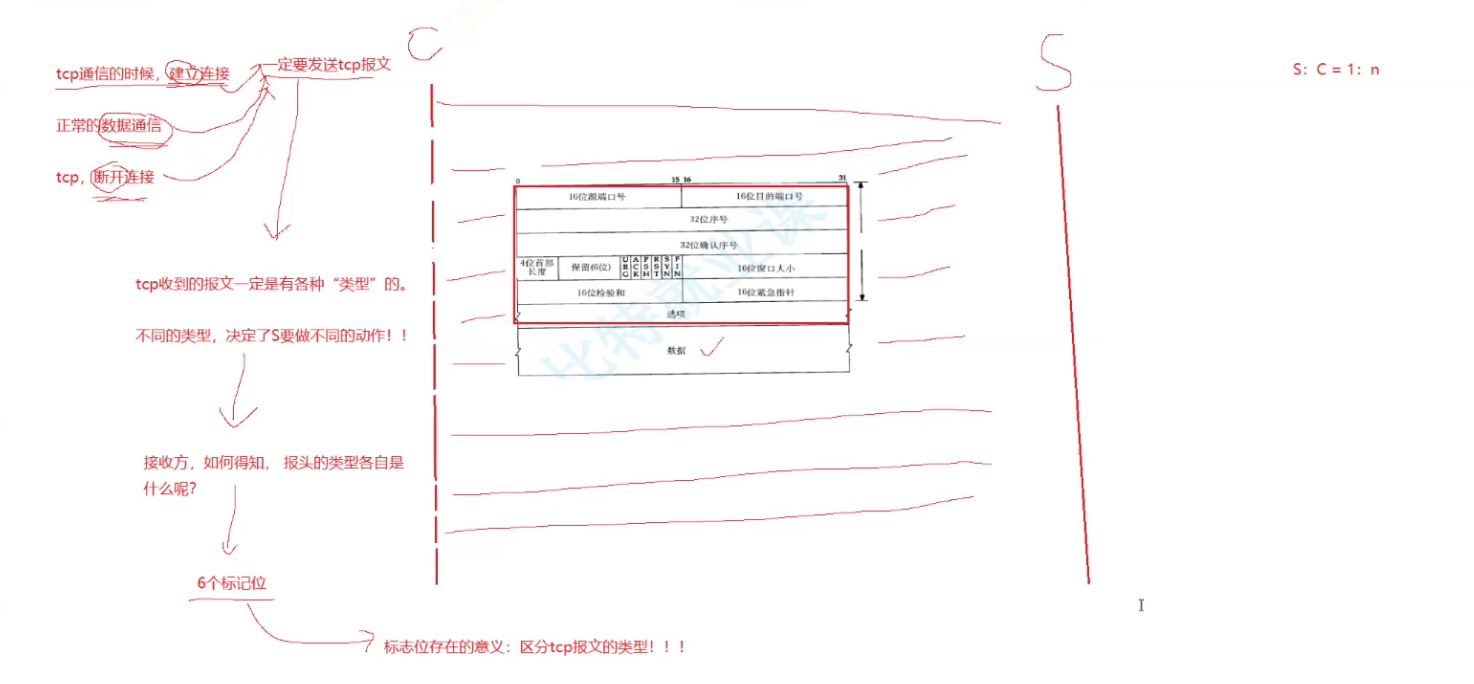 C
S
S：C = 1：n
tcp通信的时候，建立连接
一定要发送tcp报文
正常的数据通信
tcp，断开连接
0 15 16 31
16位源端口号 16位目的端口号
32位序号
32位确认序号
4位首部长度 保留(6位) URG ACK PSH RST SYN FIN 16位窗口大小
16位检验和 16位紧急指针
选项
数据
比特就业课
tcp收到的报文一定是有各种“类型”的。
不同的类型，决定了S要做不同的动作！！
接收方，如何得知， 报头的类型各自是
什么呢？
6个标记位
标志位存在的意义：区分tcp报文的类型！！！